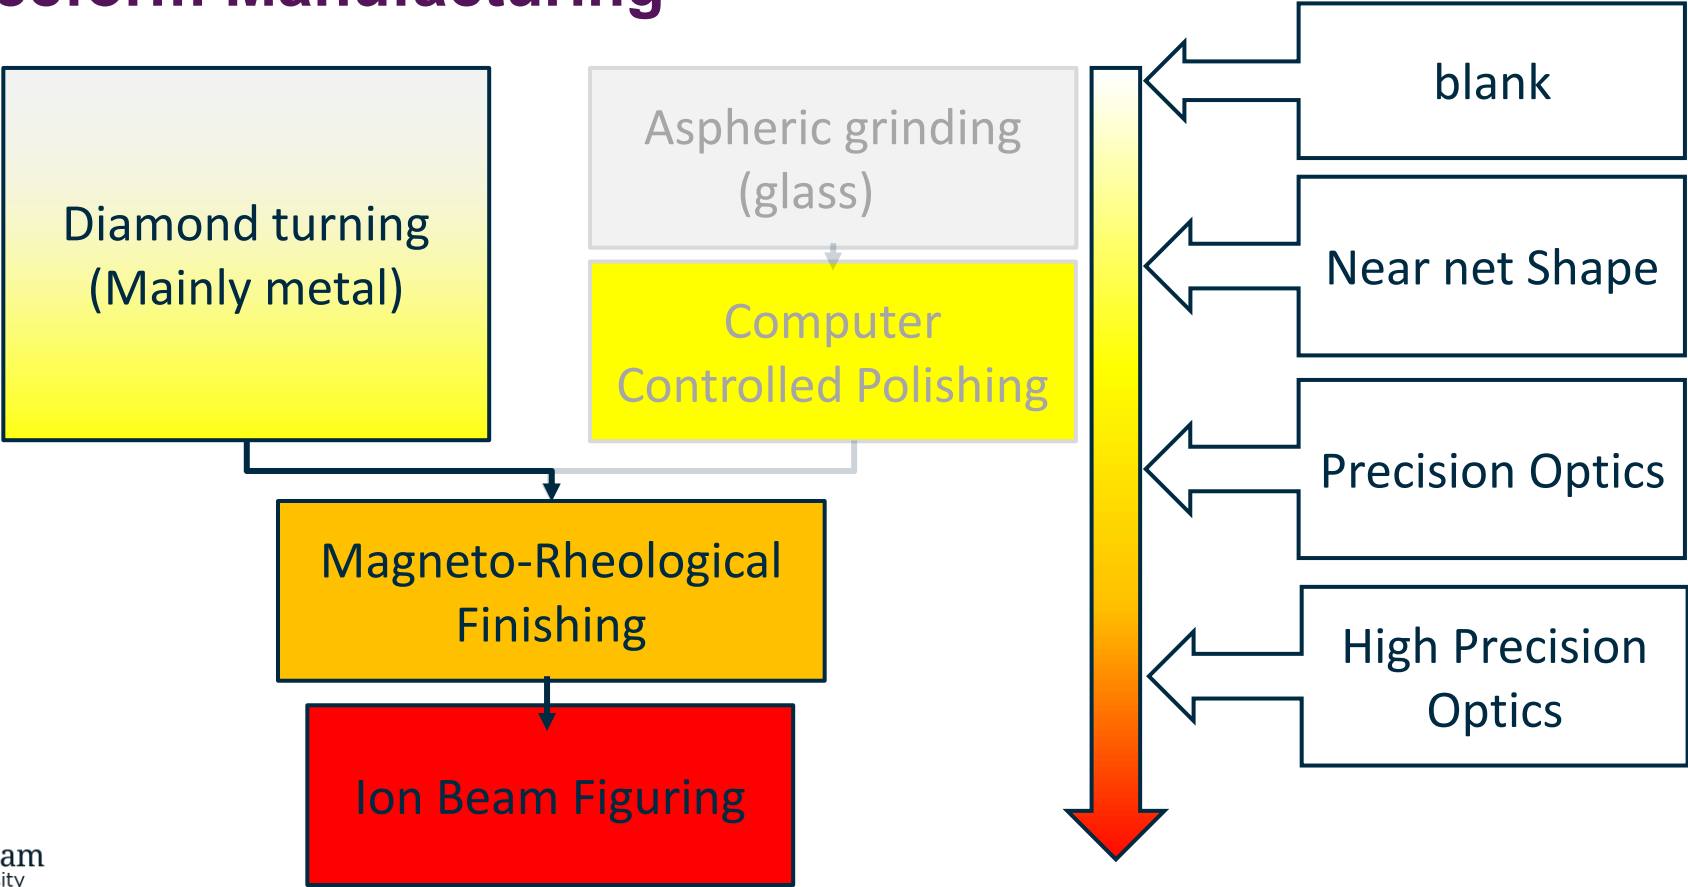 Manufacturing
Diamond turning
(Mainly metal)
Aspheric grinding
(glass)
Computer
Controlled Polishing
Magneto-Rheological
Finishing
Ion Beam Figuring
blank
Near net Shape
Precision Optics
High Precision
Optics